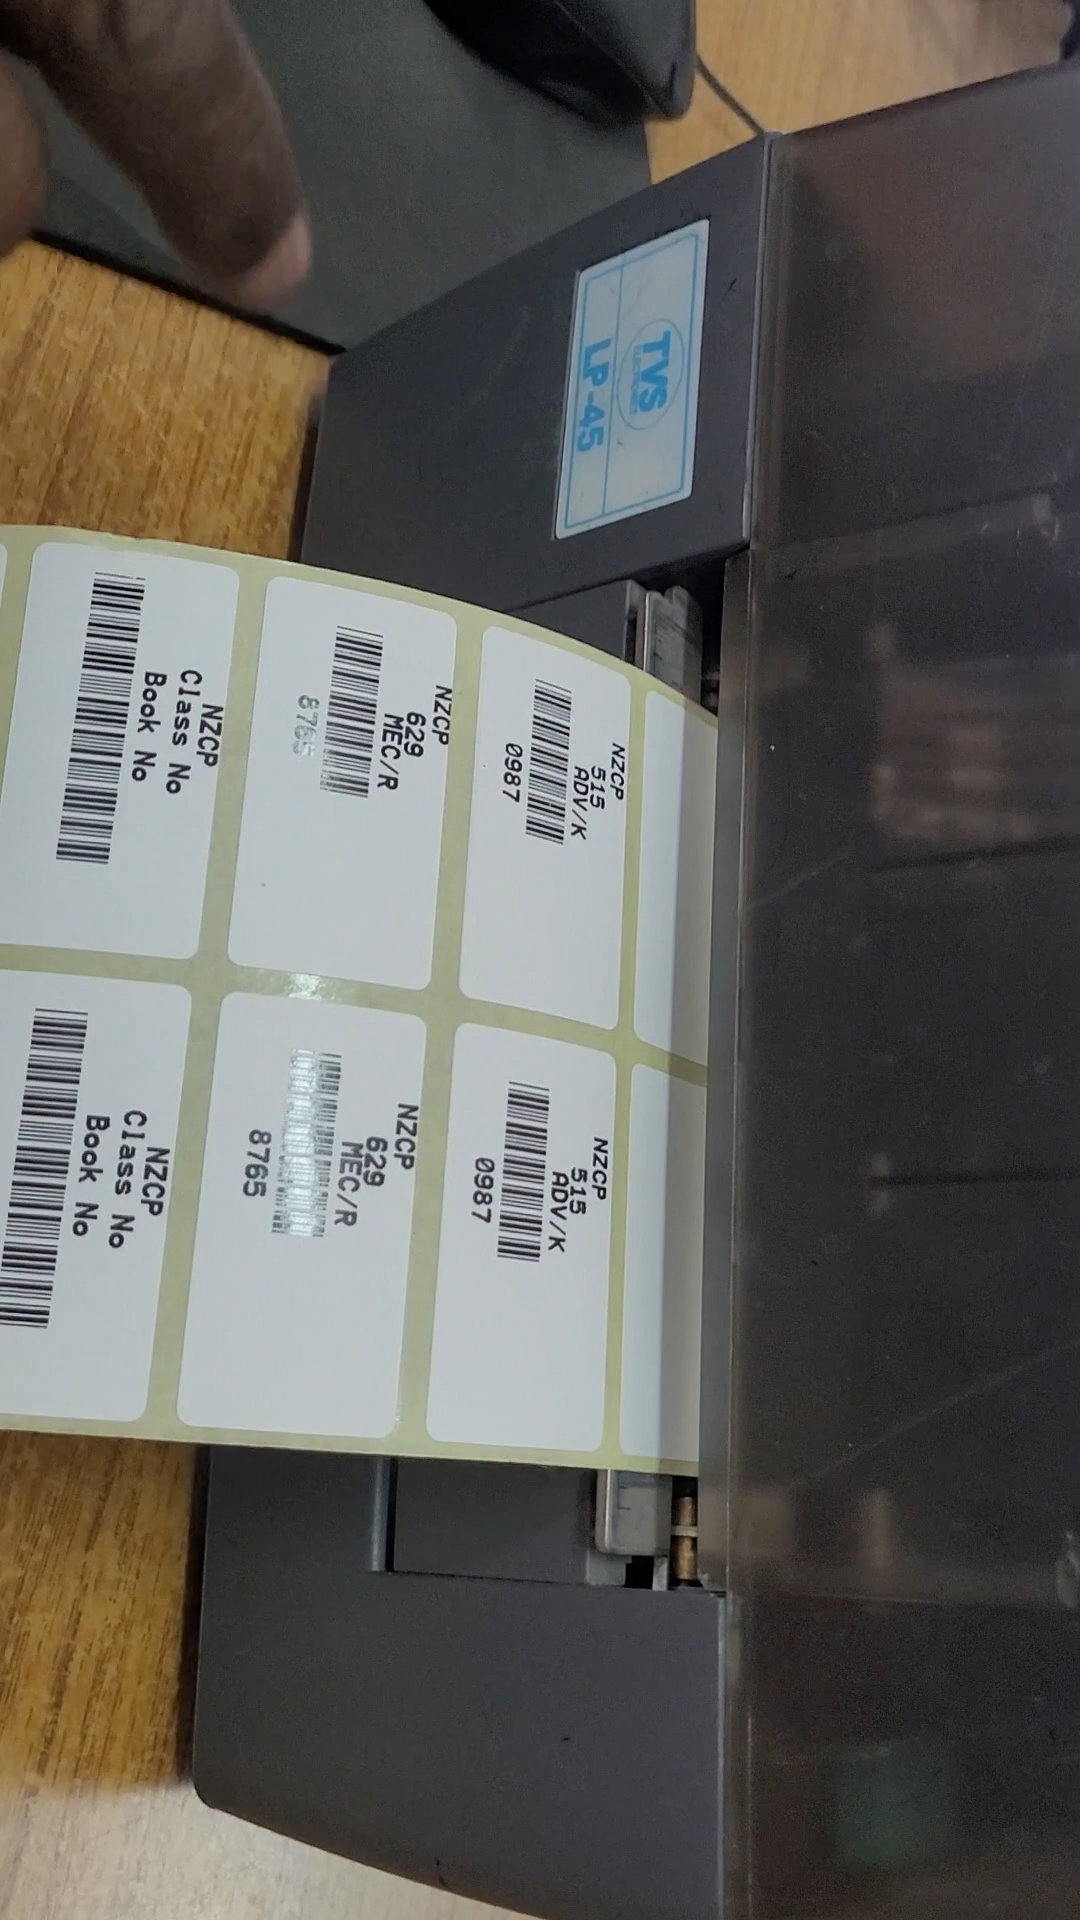 TVS
LP-45
NZCP
515
ADV/K
0987
NZCP
515
ADV/K
0987
NZCP
629
MEC/R
8765
NZCP
629
MEC/R
8765
NZCP
Class No
Book No
NZCP
Class No
Book No